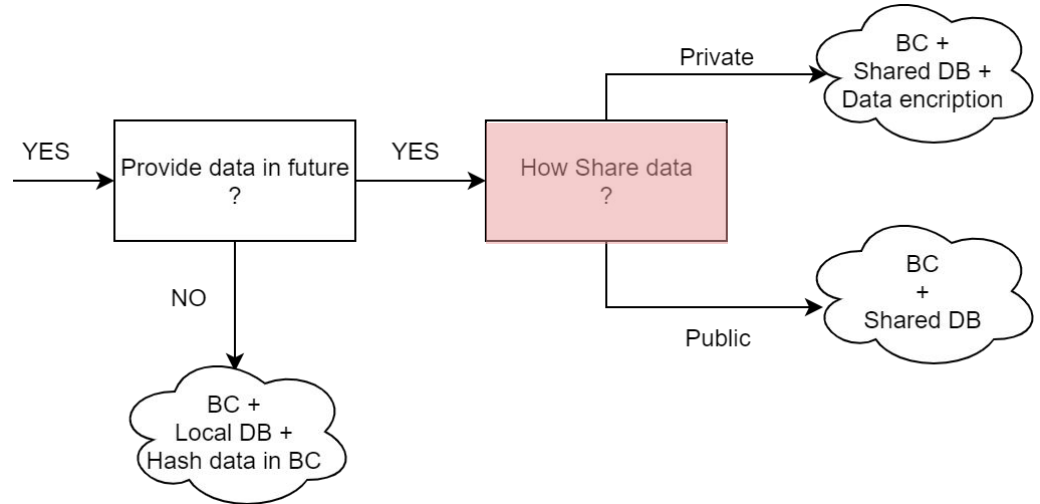 YES
Provide data in future
?
YES
How Share data
?
Private
BC +
Shared DB +
Data encription
Public
BC
+
Shared DB
NO
BC +
Local DB +
Hash data in BC